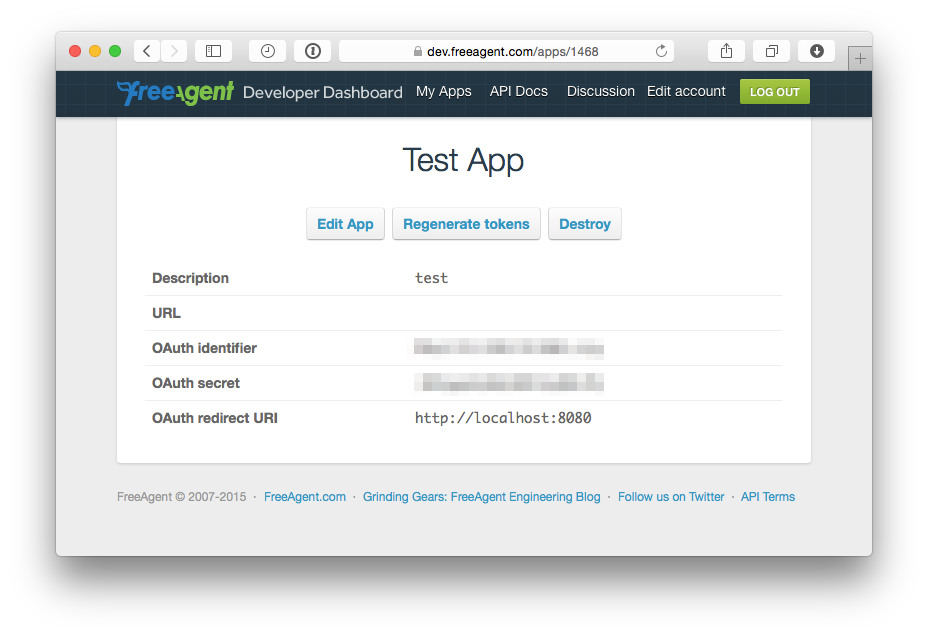 dev.freeagent.com/apps/1468
freeAgent Developer Dashboard My Apps API Docs Discussion Edit account LOG OUT
Test App
Edit App Regenerate tokens Destroy
Description test
URL
OAuth identifier
OAuth secret
OAuth redirect URI http://localhost:8080
FreeAgent © 2007-2015 · FreeAgent.com · Grinding Gears: FreeAgent Engineering Blog · Follow us on Twitter · API Terms